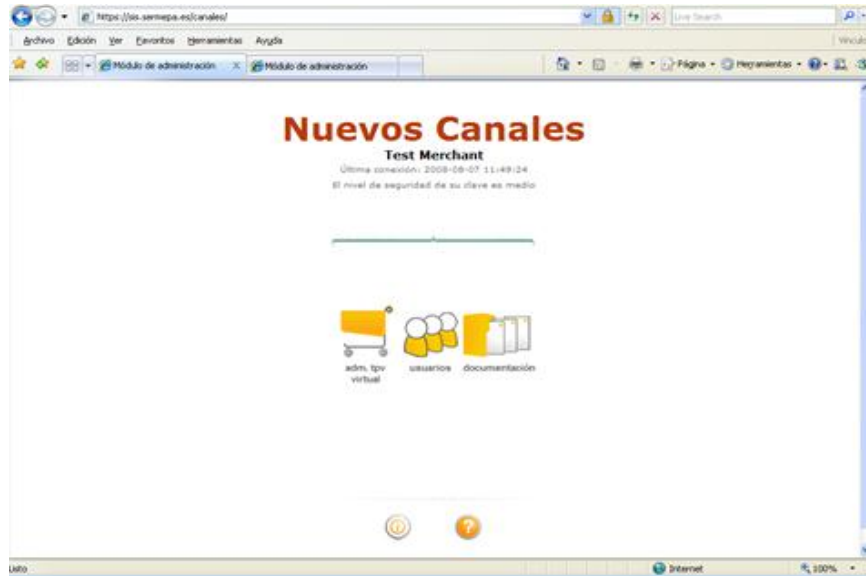 https://sis.sermepa.es/canales/
Live Search
Archivo Edición Ver Favoritos Herramientas Ayuda
Módulo de administración
Módulo de administración
Página Herramientas
Nuevos Canales
Test Merchant
Última conexión: 2008-08-07 11:49:24
El nivel de seguridad de su clave es medio
adm. tpv
virtual
usuarios
documentación
Internet
100%